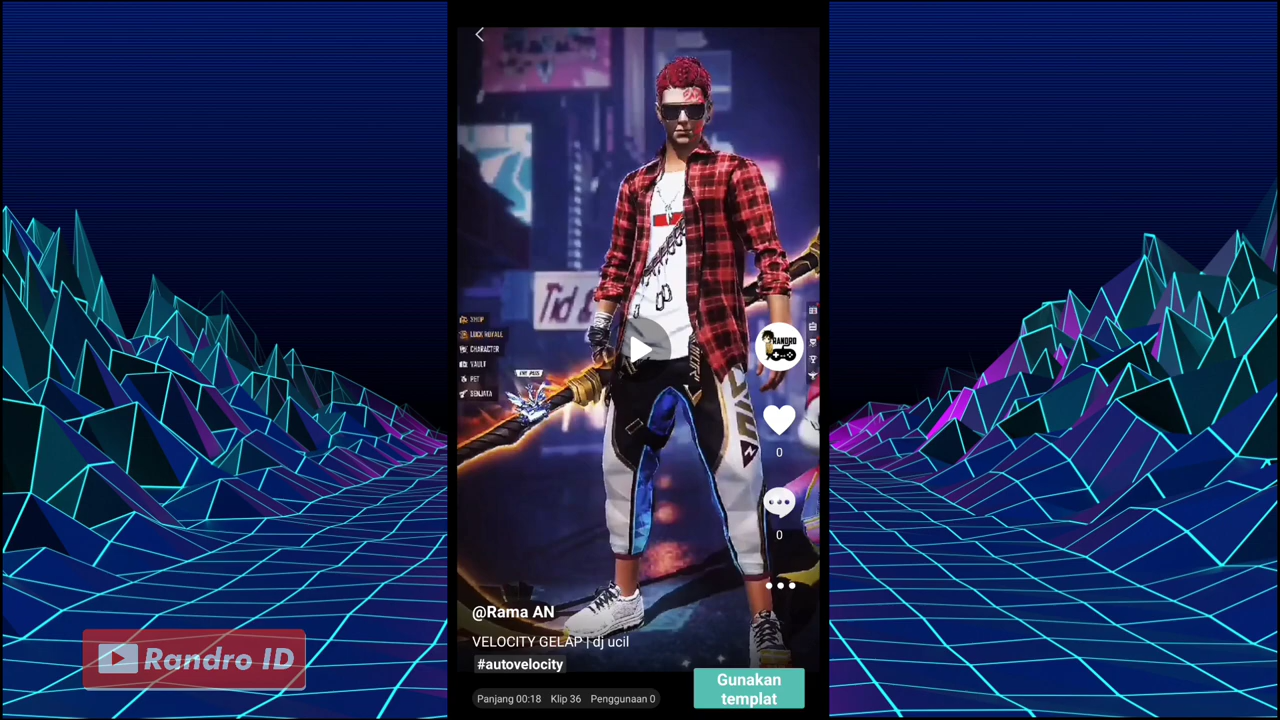 Tid
SHOP
LUCK ROYALE
CHARACTER
VAULT
PET
SENJATA
RANDRO
0
0
@Rama AN
VELOCITY GELAP | dj ucil
#autovelocity
Panjang 00:18 Klip 36 Penggunaan 0
Gunakan
templat
Randro ID